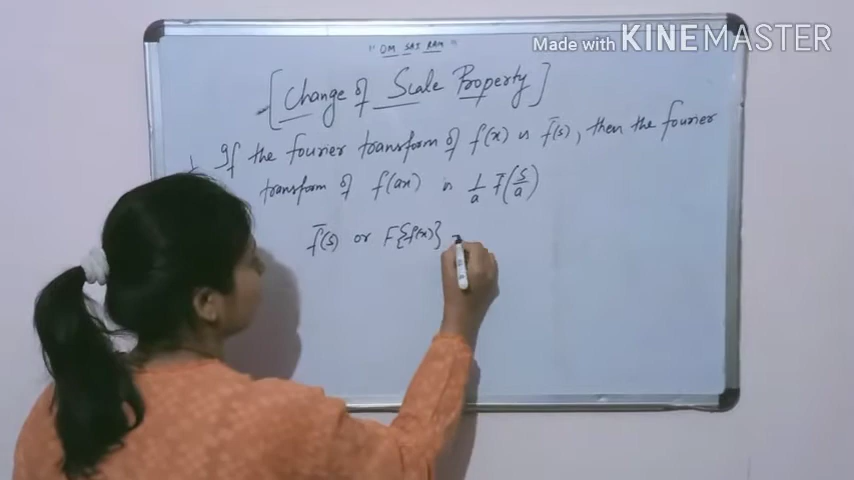 Made with KINEMASTER
"OM SAI RAM"
[Change of Scale Property]
If the fourier transform of f(x) is f̄(s), then the fourier
transform of f(ax) is 1/a f̄(s/a)
f̄(s) or F{f(x)} =